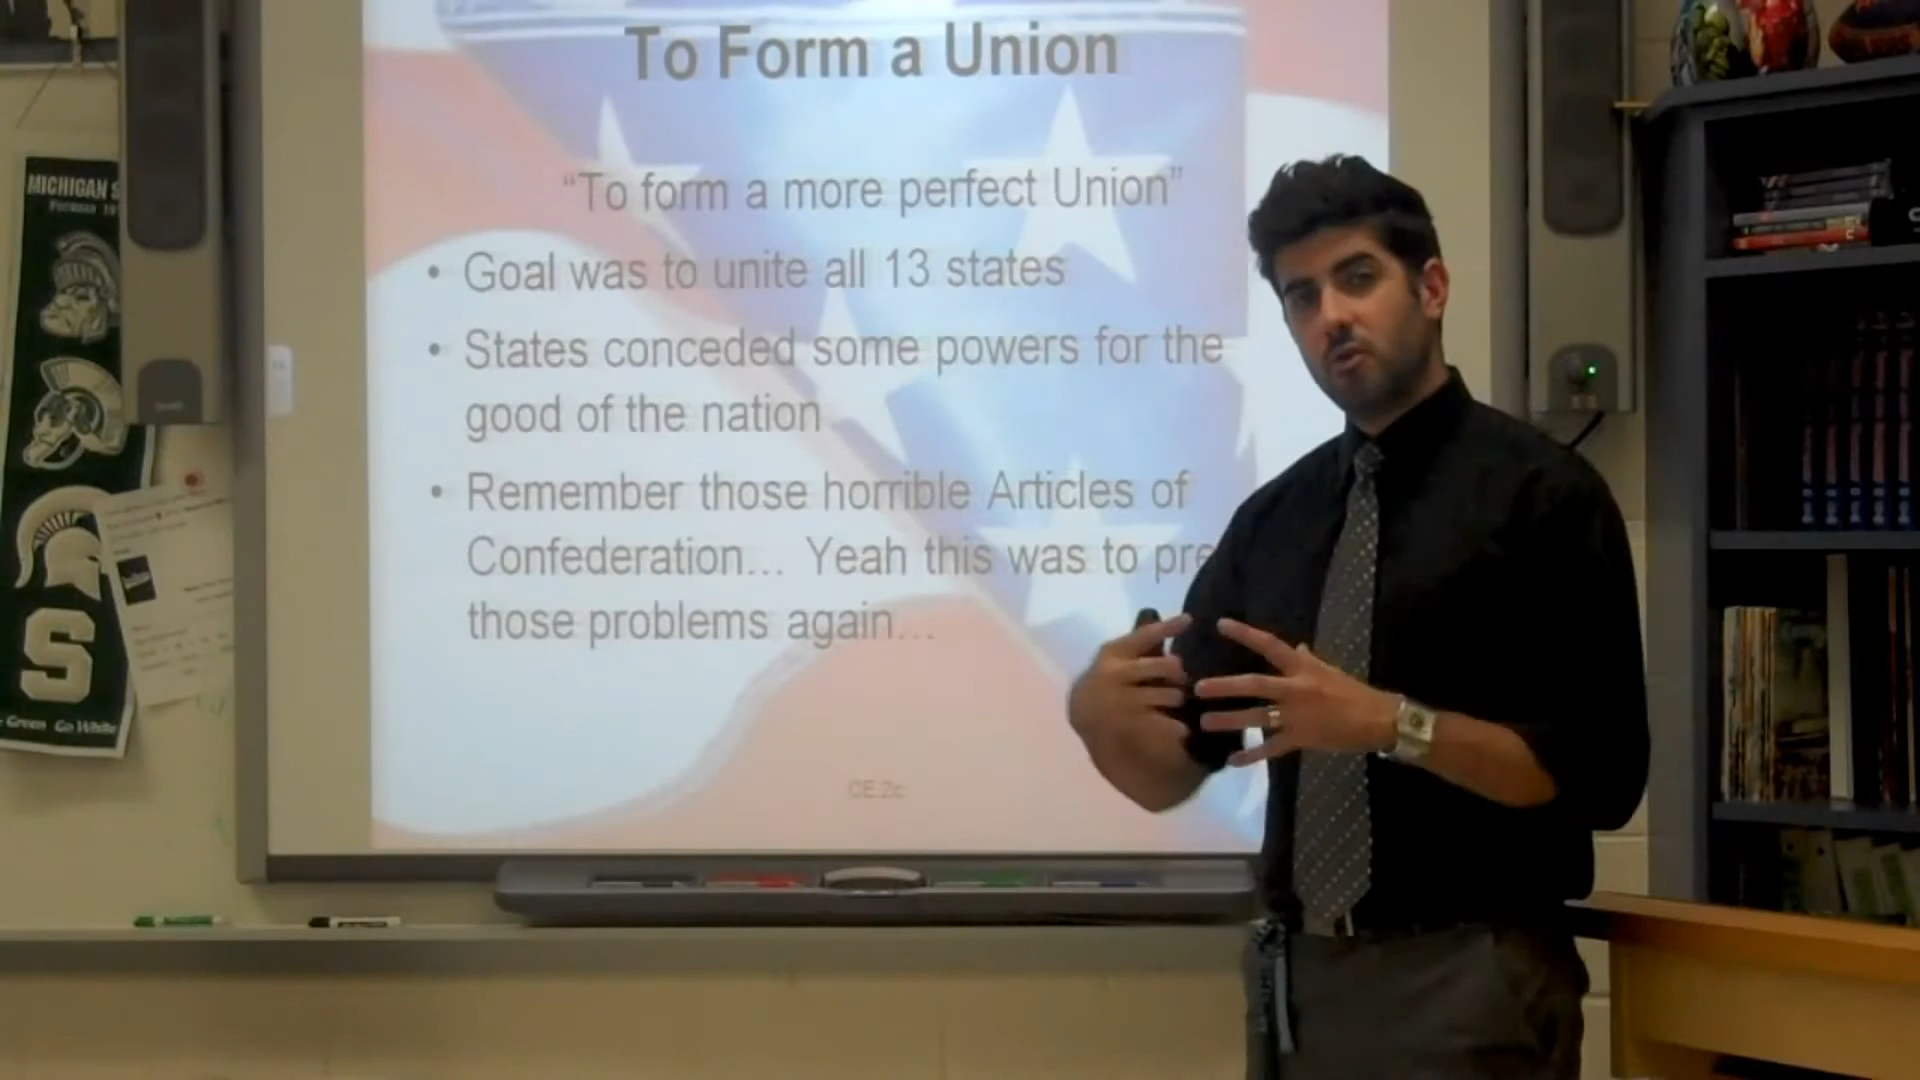 To Form a Union
“To form a more perfect Union”
• Goal was to unite all 13 states
• States conceded some powers for the
good of the nation
• Remember those horrible Articles of
Confederation... Yeah this was to pre
those problems again...
CE.2c
MICHIGAN S
S
Green Go White